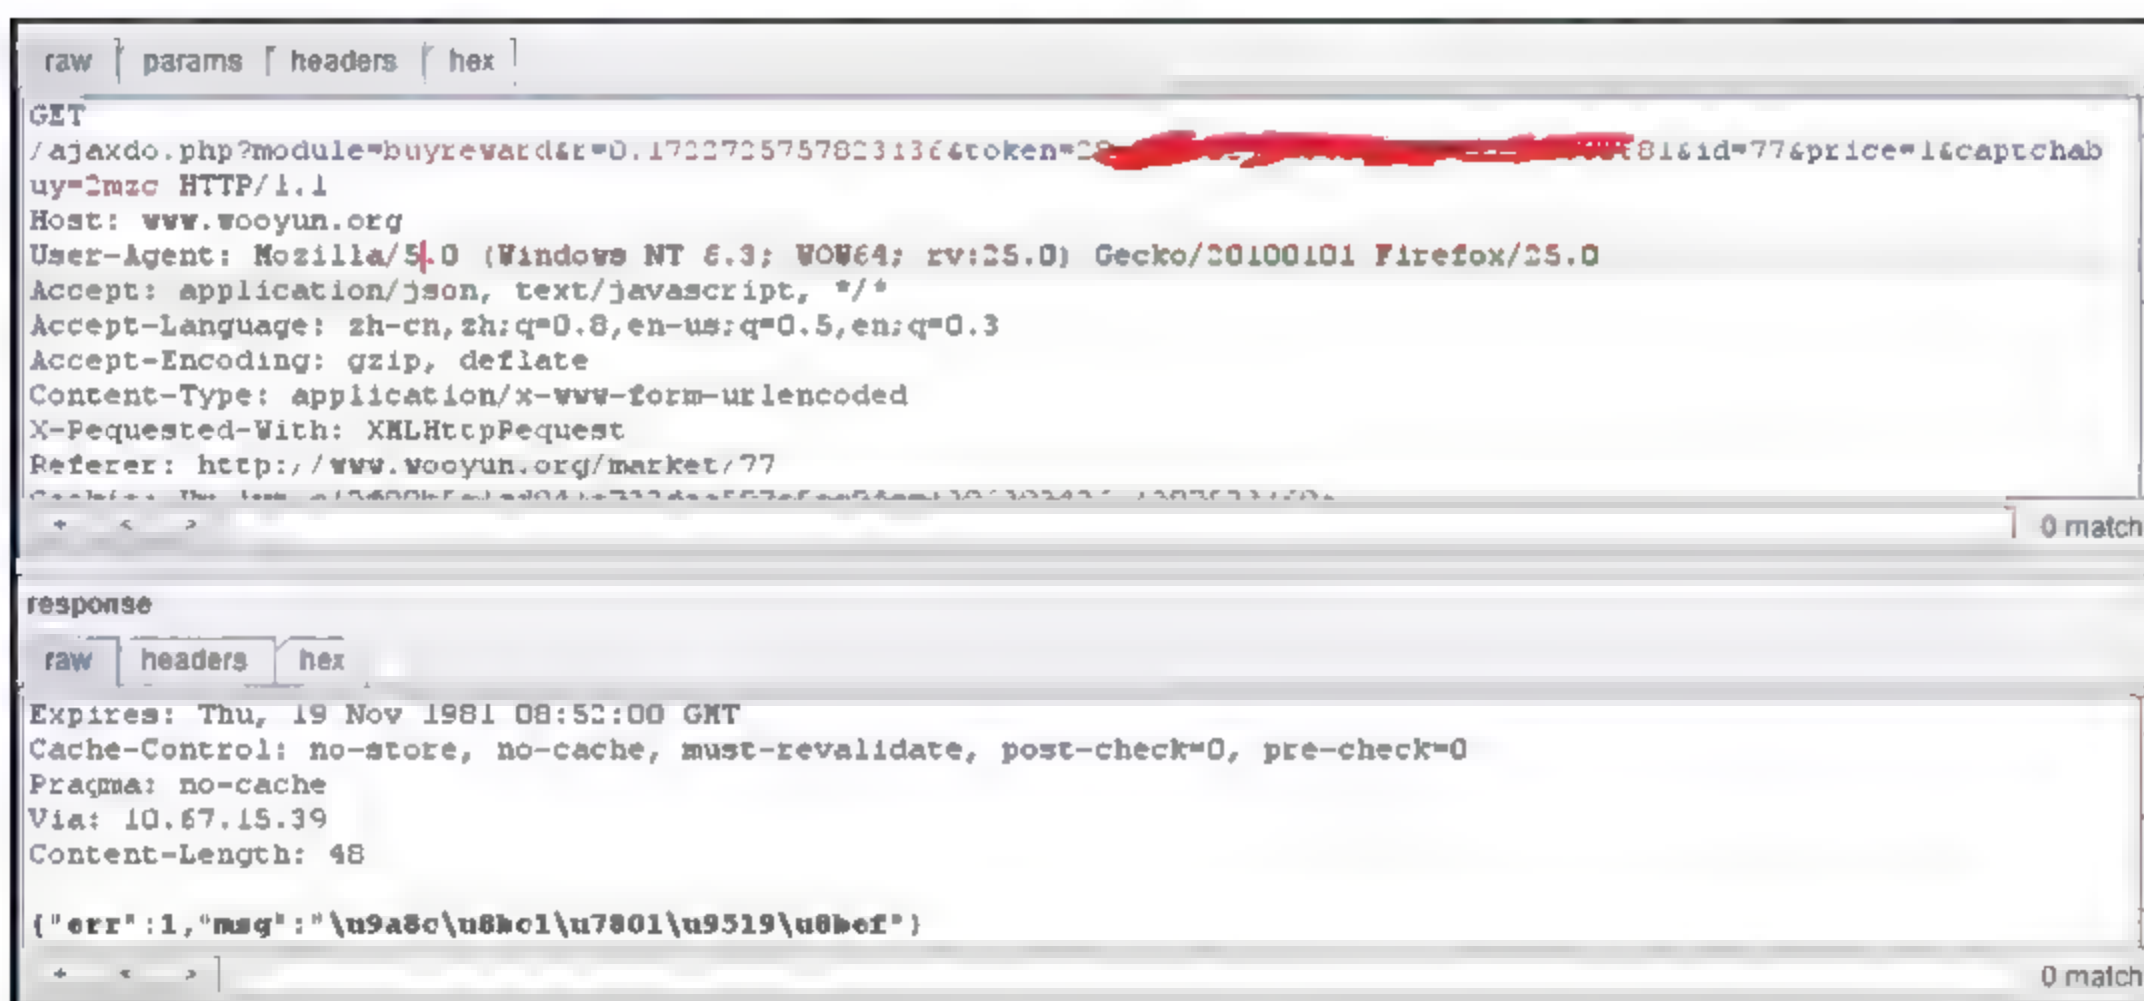 raw params headers hex
GET
/ajaxdo.php?module=buyreward&r=0.1722725757823136&token=28 81&id=77&price=1&captchab
uy=2mzc HTTP/1.1
Host: www.wooyun.org
User-Agent: Mozilla/5.0 (Windows NT 6.3; WOW64; rv:25.0) Gecko/20100101 Firefox/25.0
Accept: application/json, text/javascript, */*
Accept-Language: zh-cn,zh;q=0.8,en-us;q=0.5,en;q=0.3
Accept-Encoding: gzip, deflate
Content-Type: application/x-www-form-urlencoded
X-Requested-With: XMLHttpRequest
Referer: http://www.wooyun.org/market/77
+ < >
0 match
response
raw headers hex
Expires: Thu, 19 Nov 1981 08:52:00 GMT
Cache-Control: no-store, no-cache, must-revalidate, post-check=0, pre-check=0
Pragma: no-cache
Via: 10.67.15.39
Content-Length: 48
{"err":1,"msg":"\u9a8c\u8bc1\u7801\u9519\u8bef"}
+ < >
0 match